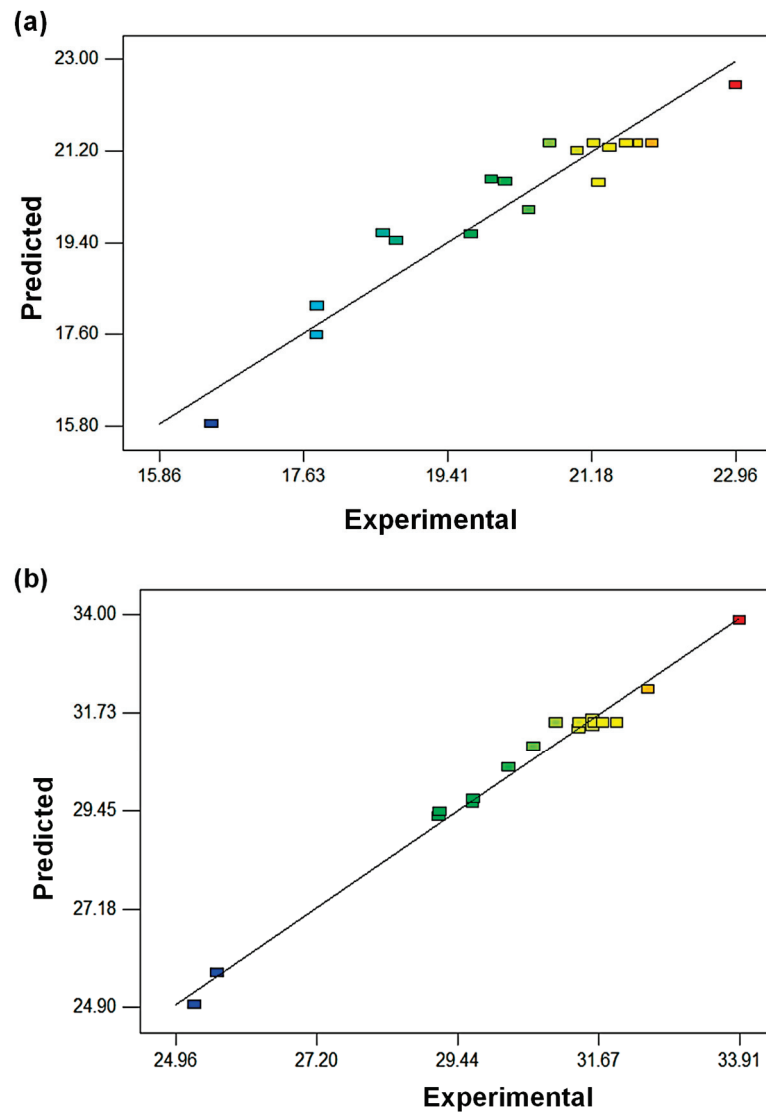 (a)
23.00
21.20
19.40
17.60
15.80
Predicted
15.86 17.63 19.41 21.18 22.96
Experimental
(b)
34.00
31.73
29.45
27.18
24.90
Predicted
24.96 27.20 29.44 31.67 33.91
Experimental